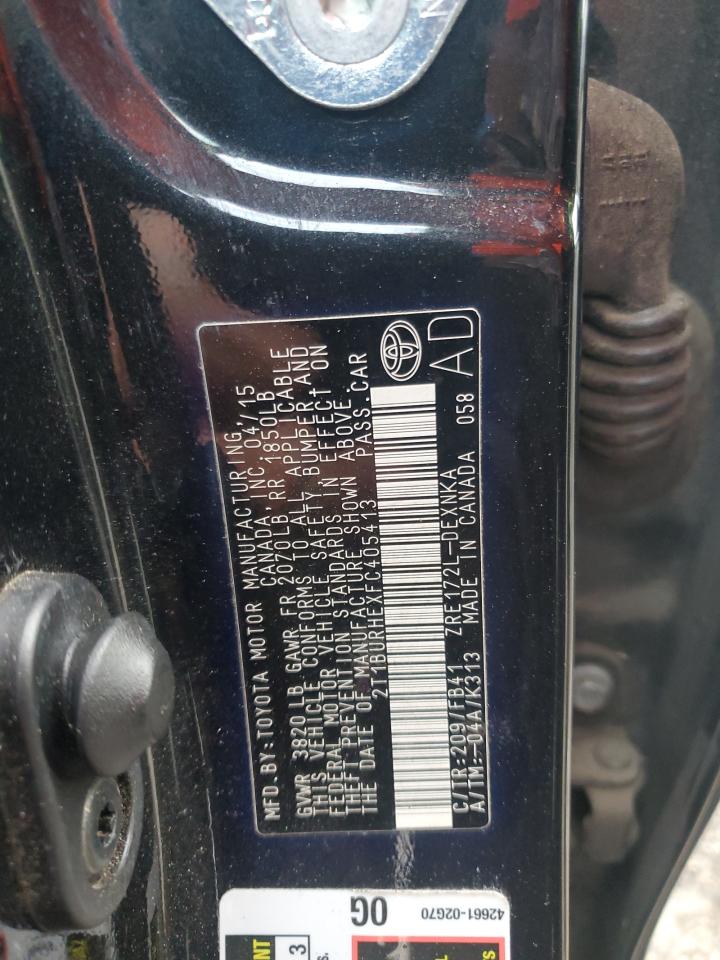 MFD.BY:TOYOTA MOTOR MANUFACTURING,
CANADA,INC. 04/15
GVWR 3820 LB GAWR FR 2070LB,RR 1850LB
THIS VEHICLE CONFORMS TO ALL APPLICABLE
FEDERAL MOTOR VEHICLE SAFETY,BUMPER,AND
THEFT PREVENTION STANDARDS IN EFFECT ON
THE DATE OF MANUFACTURE SHOWN ABOVE.
2T1BURHEXFC405413 PASS.CAR
C/TR:209/FB41 ZRE172L-DEXNKA
A/TM:-04A/K313 MADE IN CANADA 058
AD
0G 42661-02G70
3